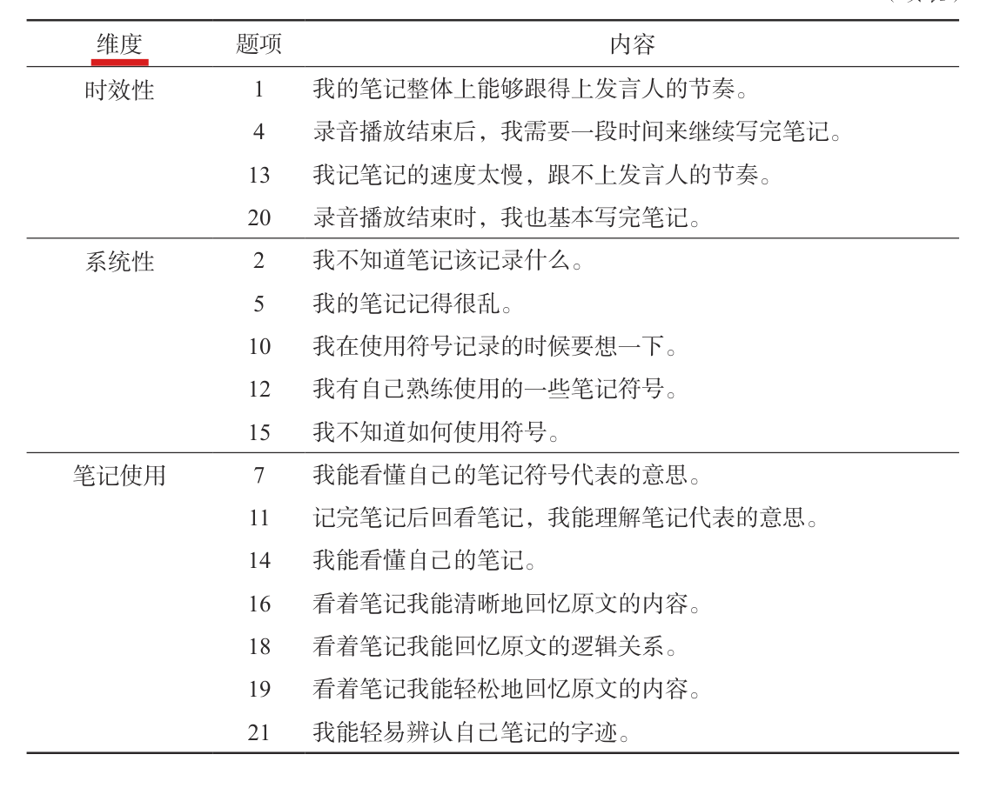 维度 题项 内容
时效性 1 我的笔记整体上能够跟得上发言人的节奏。
4 录音播放结束后，我需要一段时间来继续写完笔记。
13 我记笔记的速度太慢，跟不上发言人的节奏。
20 录音播放结束时，我也基本写完笔记。
系统性 2 我不知道笔记该记录什么。
5 我的笔记记得很乱。
10 我在使用符号记录的时候要想一下。
12 我有自己熟练使用的一些笔记符号。
15 我不知道如何使用符号。
笔记使用 7 我能看懂自己的笔记符号代表的意思。
11 记完笔记后回看笔记，我能理解笔记代表的意思。
14 我能看懂自己的笔记。
16 看着笔记我能清晰地回忆原文的内容。
18 看着笔记我能回忆原文的逻辑关系。
19 看着笔记我能轻松地回忆原文的内容。
21 我能轻易辨认自己笔记的字迹。